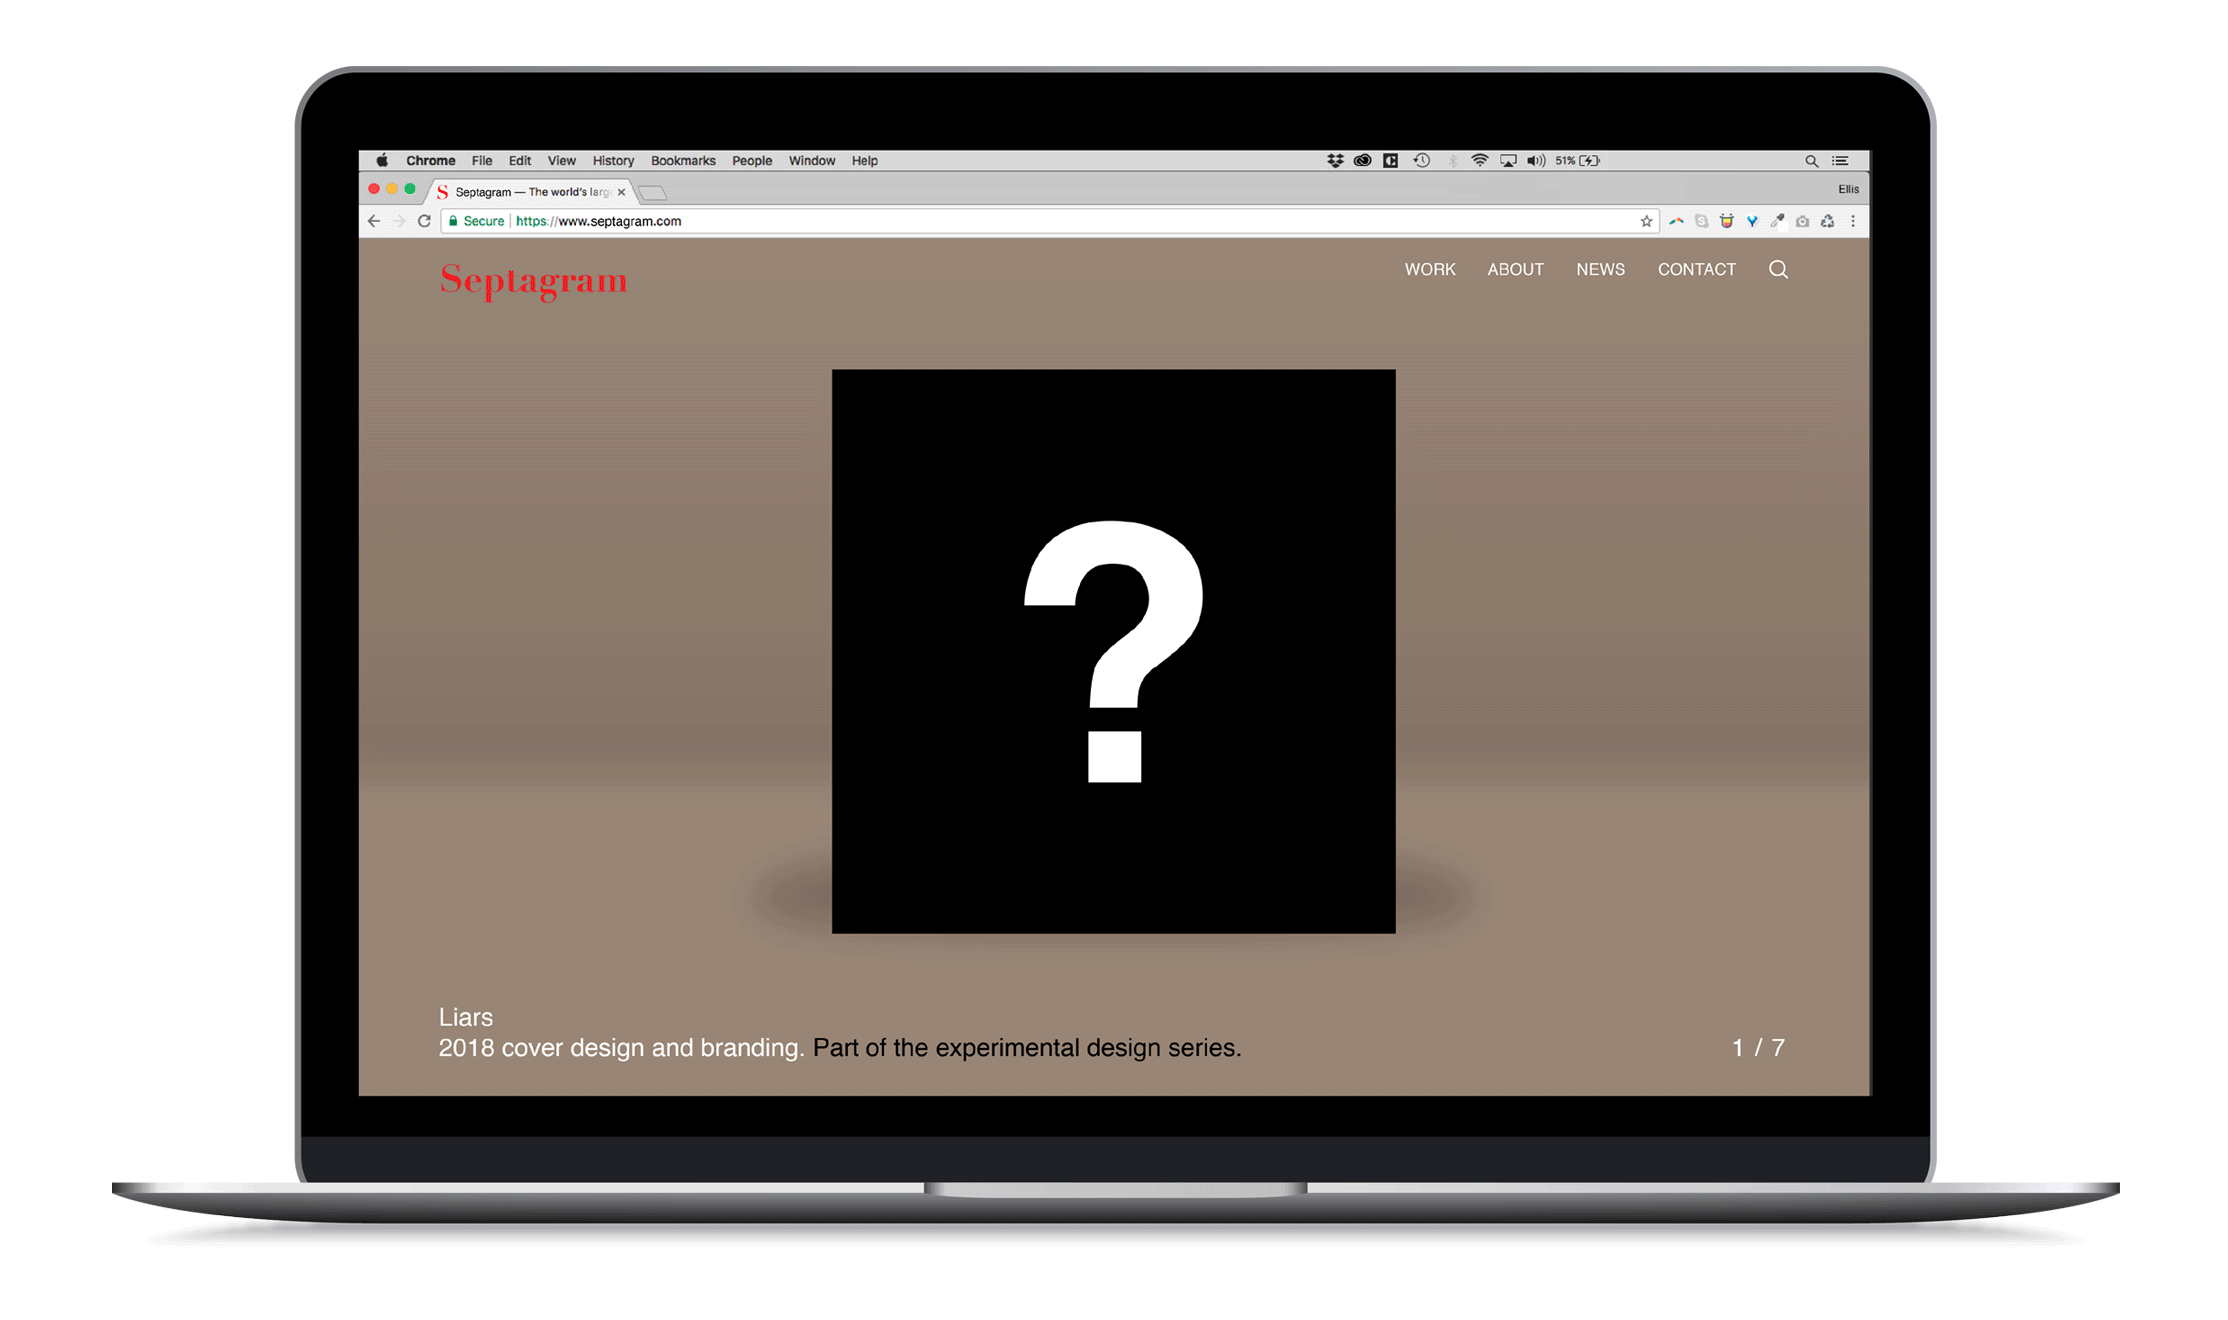 Chrome File Edit View History Bookmarks People Window Help 51%
S Septagram — The world's larg Ellis
Secure https://www.septagram.com
Septagram
WORK ABOUT NEWS CONTACT
?
Liars
2018 cover design and branding. Part of the experimental design series.
1 / 7